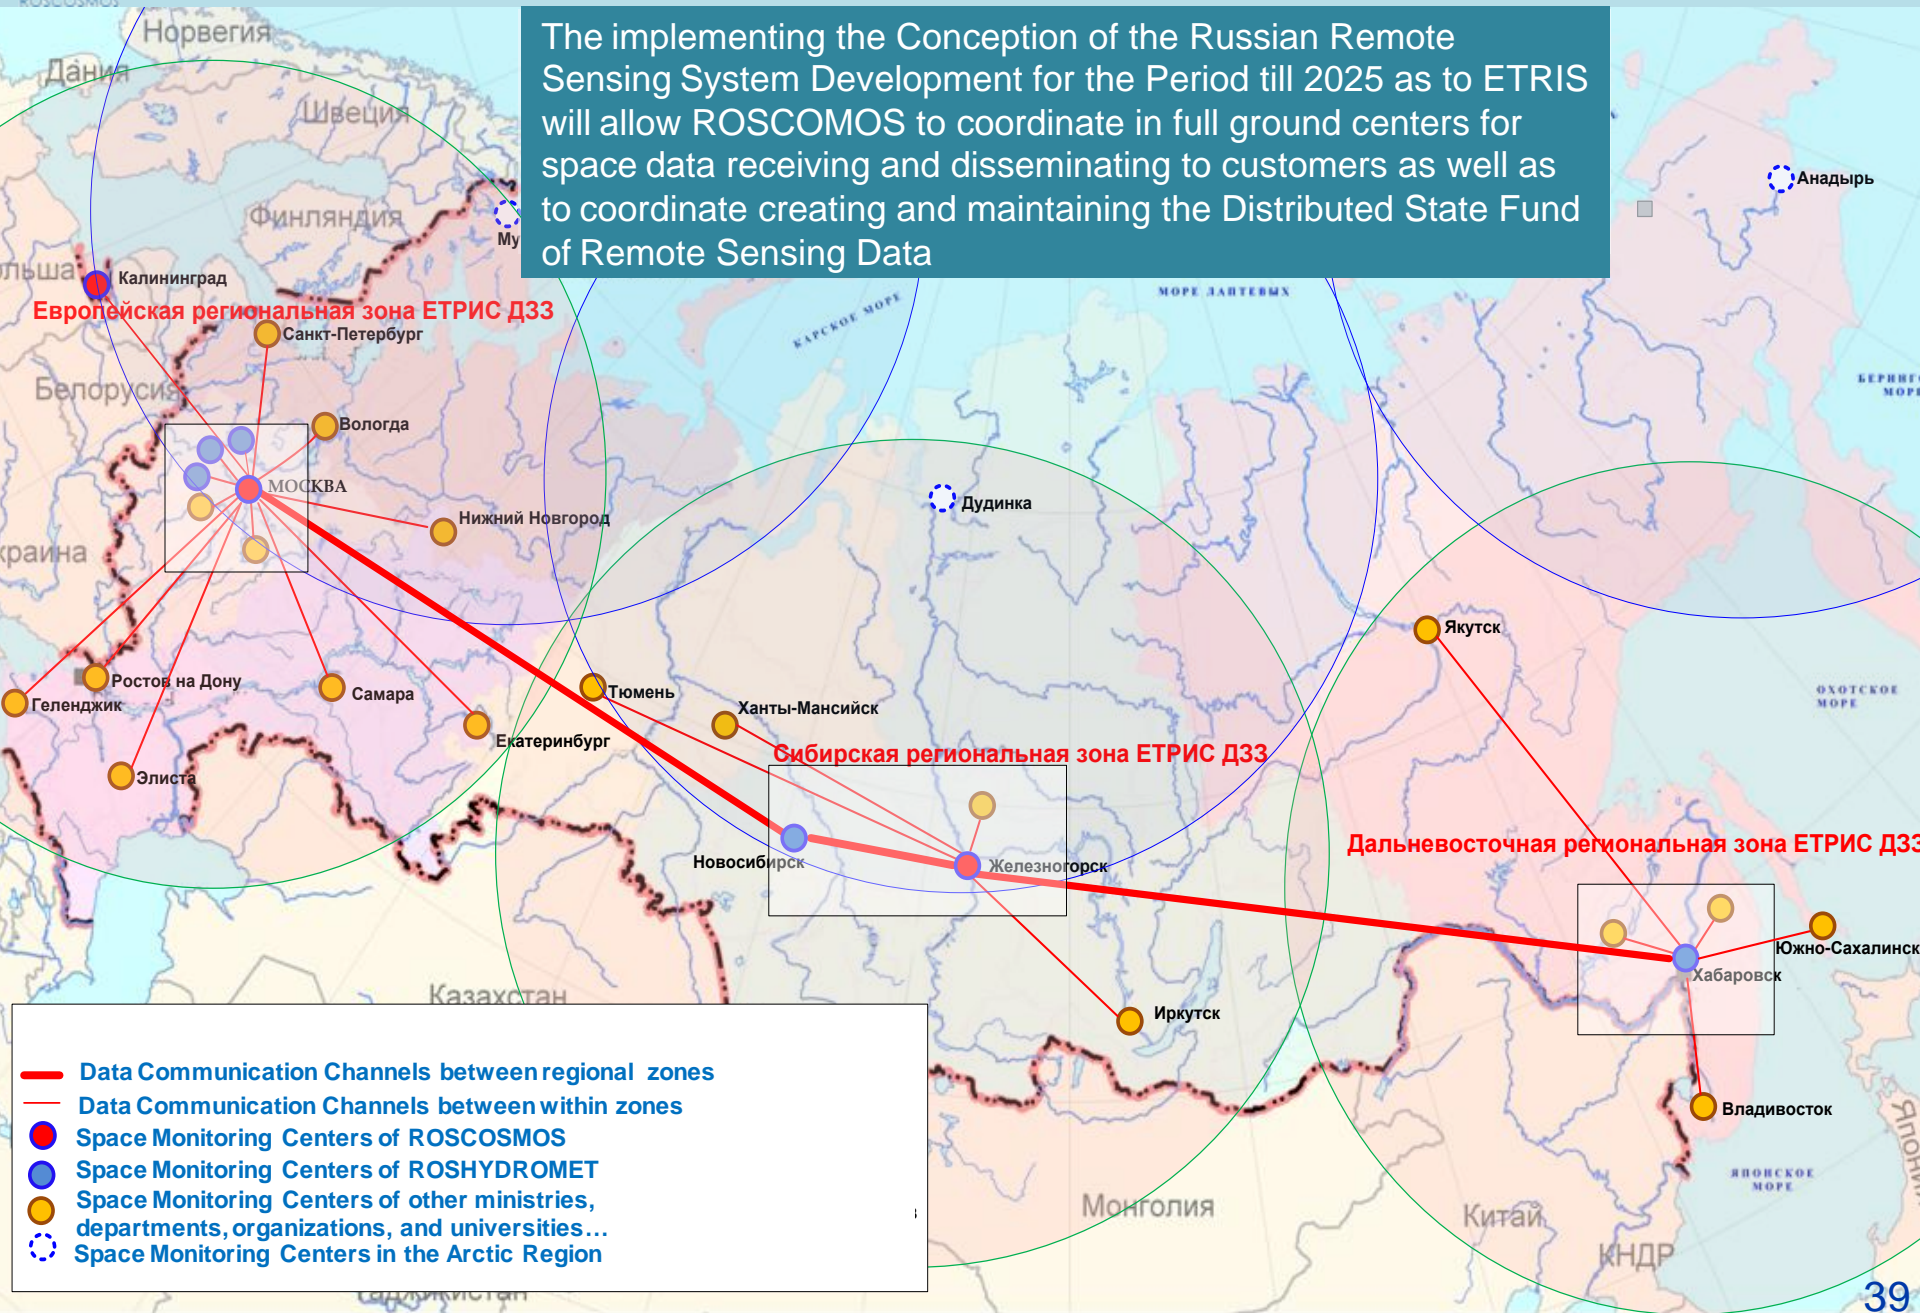 ROSCOSMOS
The implementing the Conception of the Russian Remote
Sensing System Development for the Period till 2025 as to ETRIS
will allow ROSCOMOS to coordinate in full ground centers for
space data receiving and disseminating to customers as well as
to coordinate creating and maintaining the Distributed State Fund
of Remote Sensing Data
Норвегия
Дания
Швеция
Финляндия
Му
Анадырь
льша
Калининград
Европейская региональная зона ЕТРИС ДЗЗ
Санкт-Петербург
КАРСКОЕ МОРЕ
МОРЕ ЛАПТЕВЫХ
БЕРИНГО
МОРЕ
Белоруссия
Вологда
МОСКВА
Нижний Новгород
Дудинка
краина
Якутск
Ростов на Дону
Геленджик
Самара
Тюмень
Ханты-Мансийск
ОХОТСКОЕ
МОРЕ
Екатеринбург
Сибирская региональная зона ЕТРИС ДЗЗ
Элиста
Новосибирск
Железногорск
Дальневосточная региональная зона ЕТРИС ДЗЗ
Южно-Сахалинск
Хабаровск
Казахстан
Иркутск
Data Communication Channels between regional zones
Data Communication Channels between within zones
Space Monitoring Centers of ROSCOSMOS
Space Monitoring Centers of ROSHYDROMET
Space Monitoring Centers of other ministries,
departments, organizations, and universities…
Space Monitoring Centers in the Arctic Region
Владивосток
Япони
ЯПОНСКОЕ
МОРЕ
Монголия
Китай
КНДР
39